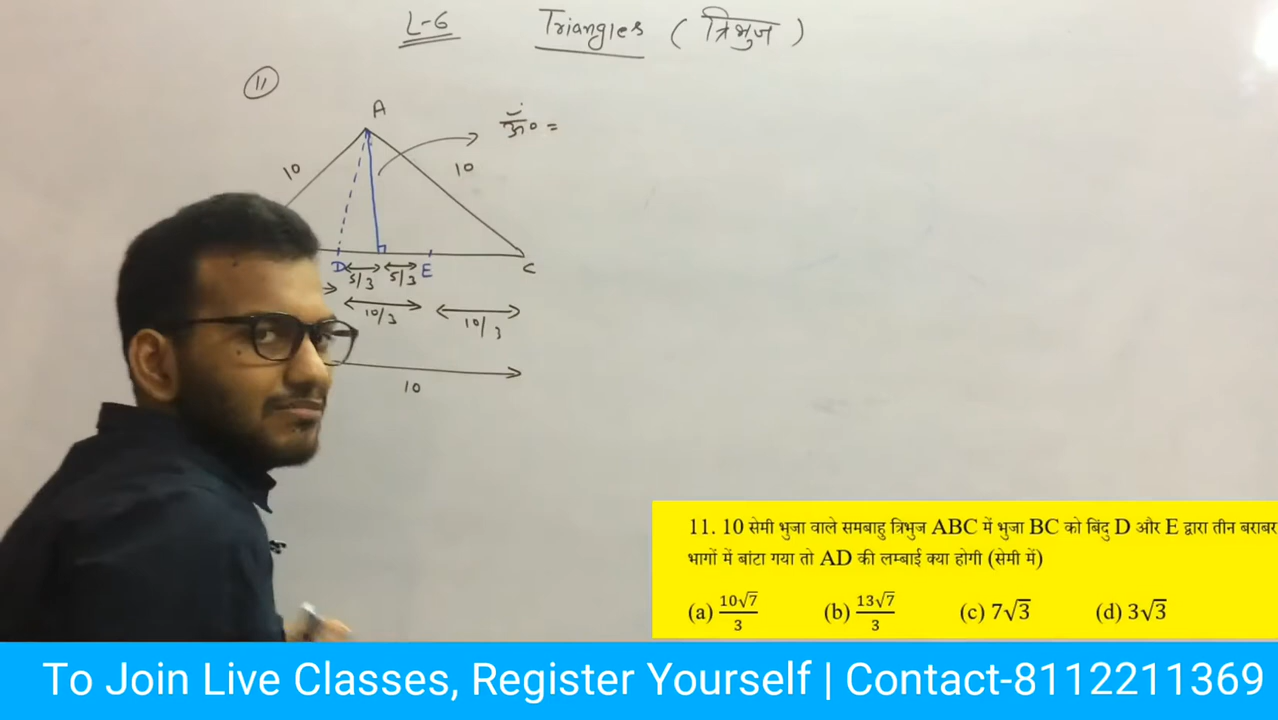 L-6 Triangles (त्रिभुज)
11
A
ऊँ० =
10
10
D
E
C
5/3
5/3
10/3
10/3
10
11. 10 सेमी भुजा वाले समबाहु त्रिभुज ABC में भुजा BC को बिंदु D और E द्वारा तीन बराबर
भागों में बांटा गया तो AD की लम्बाई क्या होगी (सेमी में)
(a) 10√7/3 (b) 13√7/3 (c) 7√3 (d) 3√3
To Join Live Classes, Register Yourself | Contact-8112211369